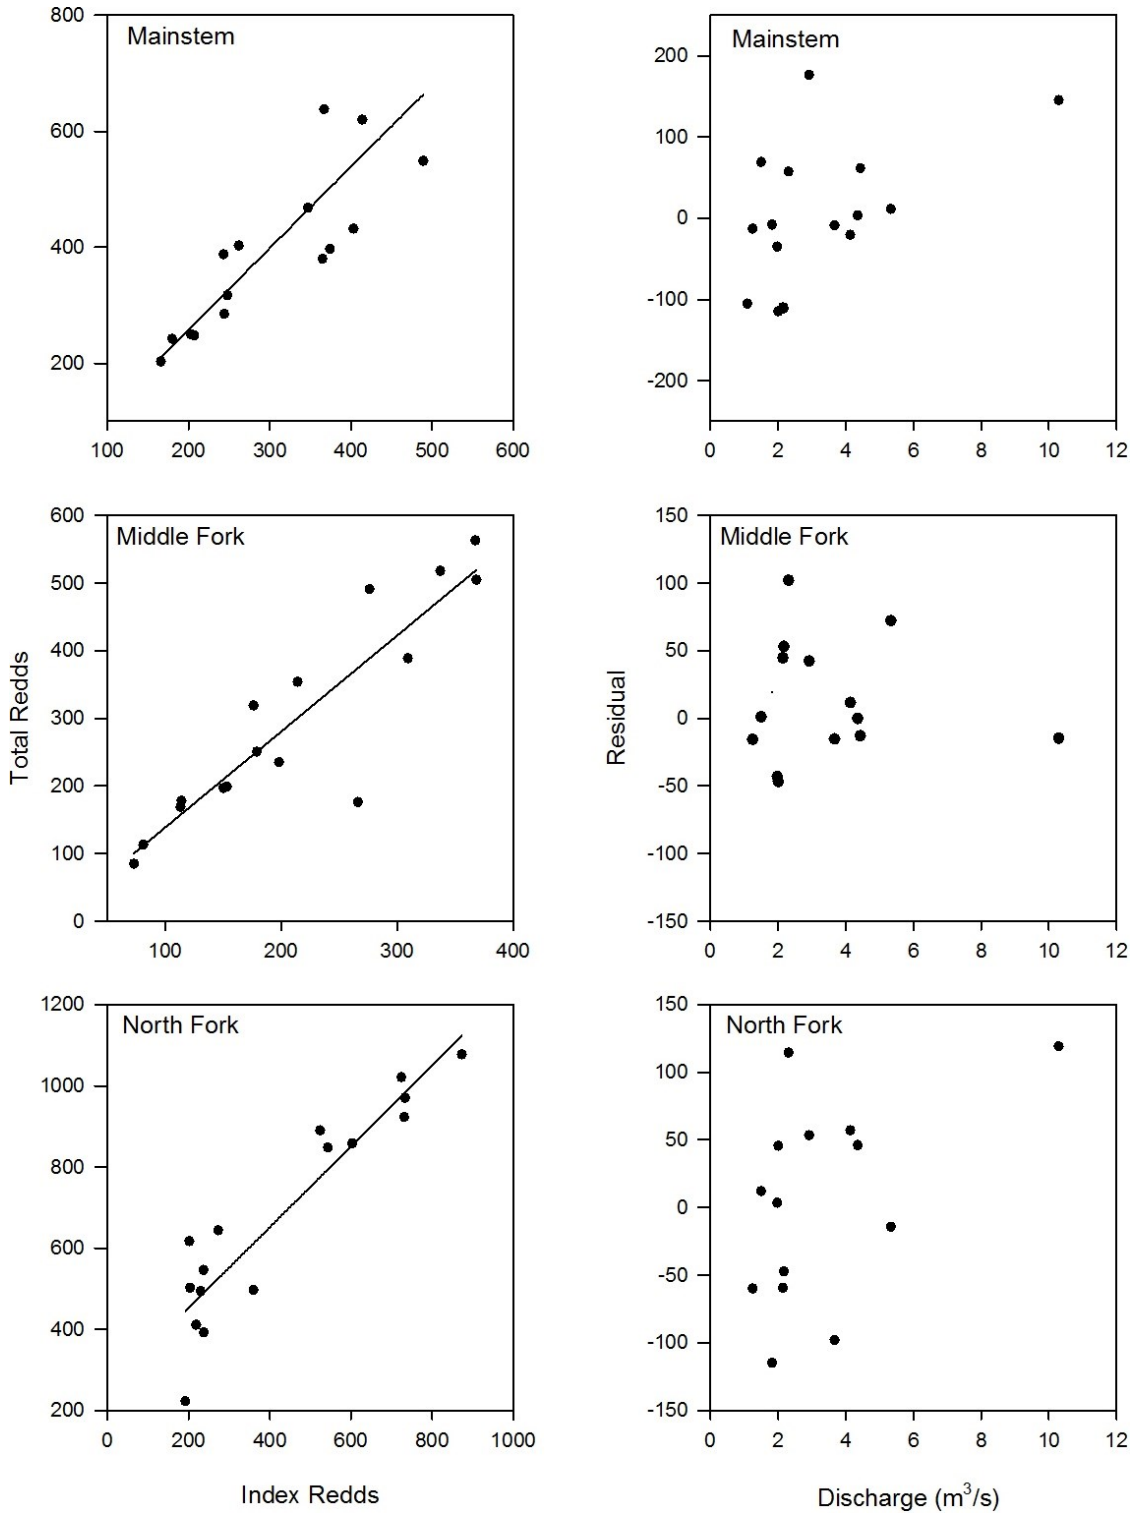 Mainstem
800
600
400
200
100 200 300 400 500 600
Mainstem
200
100
0
-100
-200
0 2 4 6 8 10 12
Total Redds
Middle Fork
600
500
400
300
200
100
0
100 200 300 400
Residual
Middle Fork
150
100
50
0
-50
-100
-150
0 2 4 6 8 10 12
North Fork
1200
1000
800
600
400
200
0 200 400 600 800 1000
Index Redds
North Fork
150
100
50
0
-50
-100
-150
0 2 4 6 8 10 12
Discharge (m³/s)